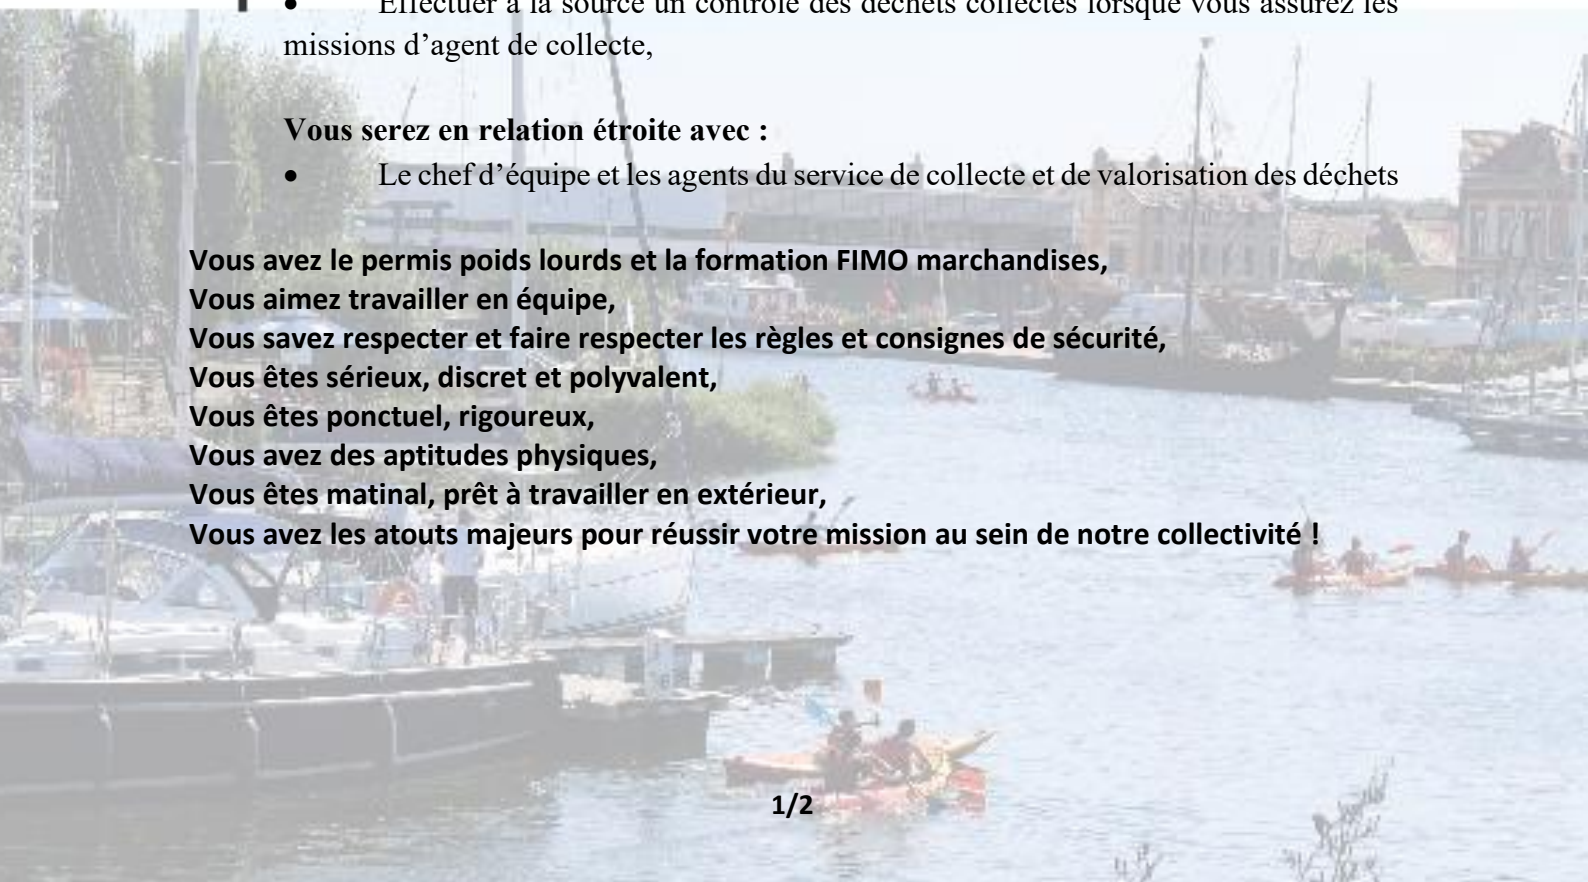 • Effectuer à la source un contrôle des déchets collectés lorsque vous assurez les
missions d’agent de collecte,
Vous serez en relation étroite avec :
• Le chef d’équipe et les agents du service de collecte et de valorisation des déchets
Vous avez le permis poids lourds et la formation FIMO marchandises,
Vous aimez travailler en équipe,
Vous savez respecter et faire respecter les règles et consignes de sécurité,
Vous êtes sérieux, discret et polyvalent,
Vous êtes ponctuel, rigoureux,
Vous avez des aptitudes physiques,
Vous êtes matinal, prêt à travailler en extérieur,
Vous avez les atouts majeurs pour réussir votre mission au sein de notre collectivité !
1/2